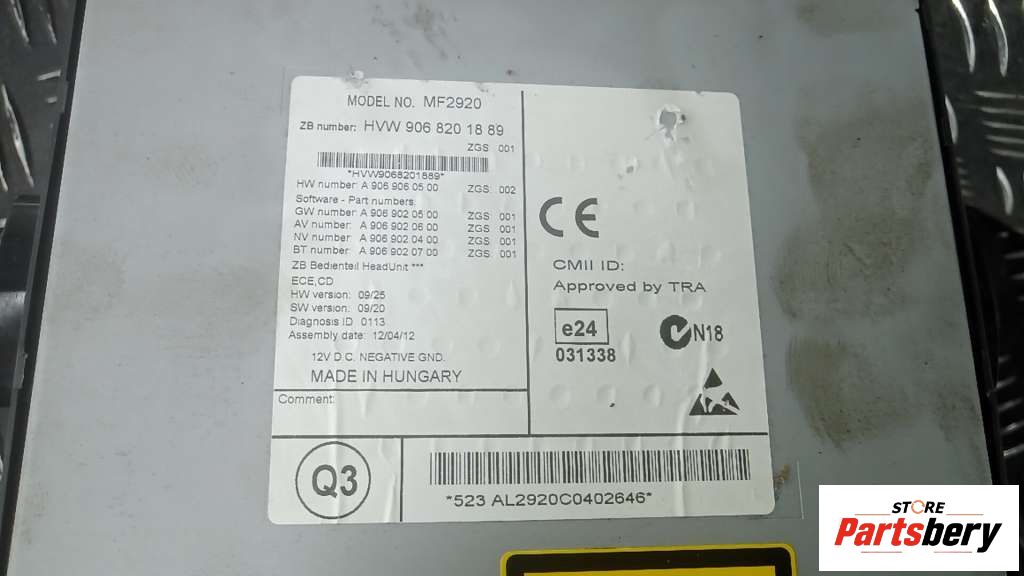 MODEL NO. MF2920
ZB number: HVW 906 820 18 89
ZGS: 001
*HVW9068201889*
HW number: A 906 906 05 00 ZGS: 002
Software - Part numbers:
GW number: A 906 902 05 00 ZGS: 001
AV number: A 906 902 06 00 ZGS: 001
NV number: A 906 902 04 00 ZGS: 001
BT number: A 906 902 07 00 ZGS: 001
ZB Bedienteil HeadUnit ***
ECE,CD
HW version: 09/25
SW version: 09/20
Diagnosis ID 0113
Assembly date: 12/04/12
12V D.C. NEGATIVE GND.
MADE IN HUNGARY
Comment:
CE
CMII ID:
Approved by TRA
e24
031338
N18
Q3
*523 AL2920C0402646*
STORE
Partsbery